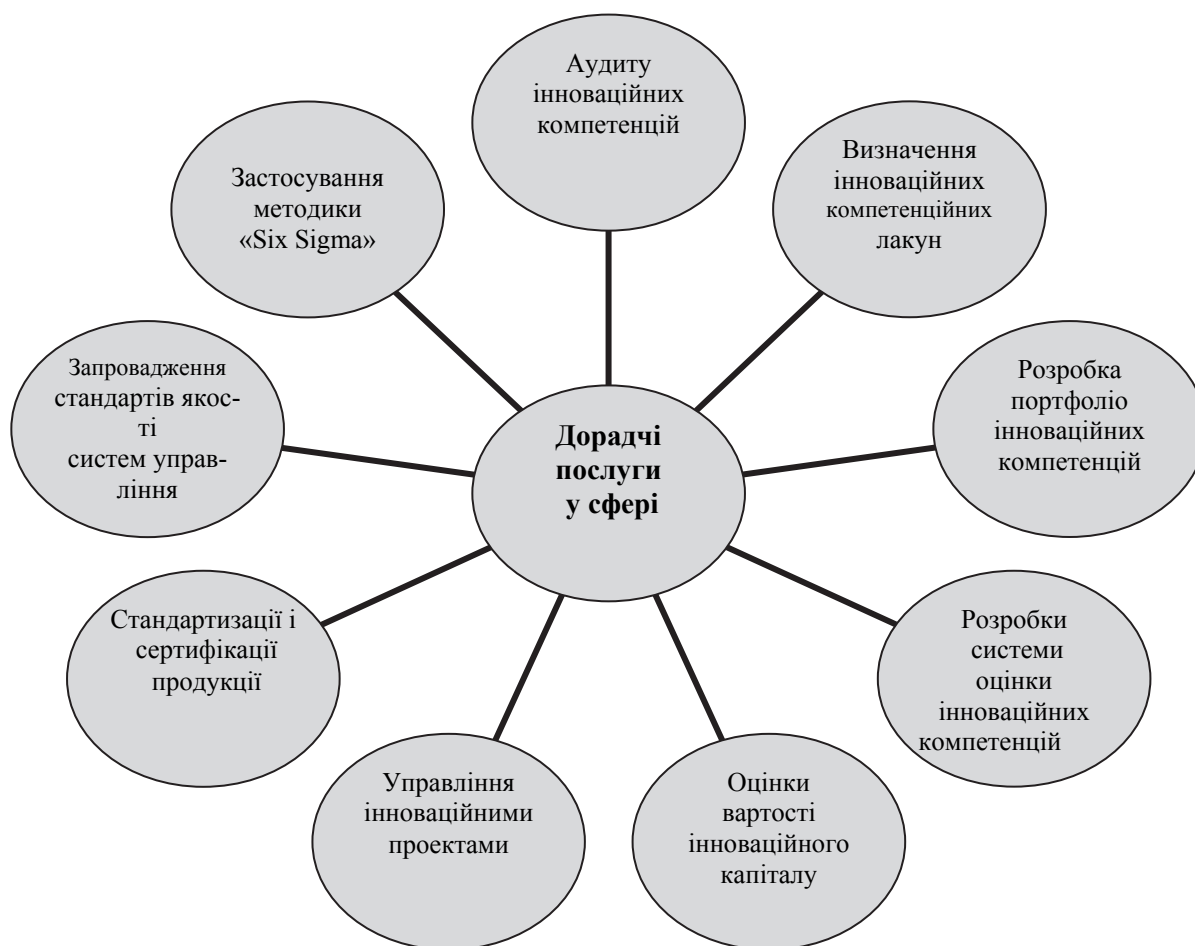 Аудиту
інноваційних
компетенцій
Визначення
інноваційних
компетенційних
лакун
Розробка
портфоліо
інноваційних
компетенцій
Розробки
системи
оцінки
інноваційних
компетенцій
Оцінки
вартості
інноваційного
капіталу
Управління
інноваційними
проектами
Стандартизації і
сертифікації
продукції
Запровадження
стандартів якос-
ті
систем управ-
ління
Застосування
методики
«Six Sigma»
Дорадчі
послуги
у сфері